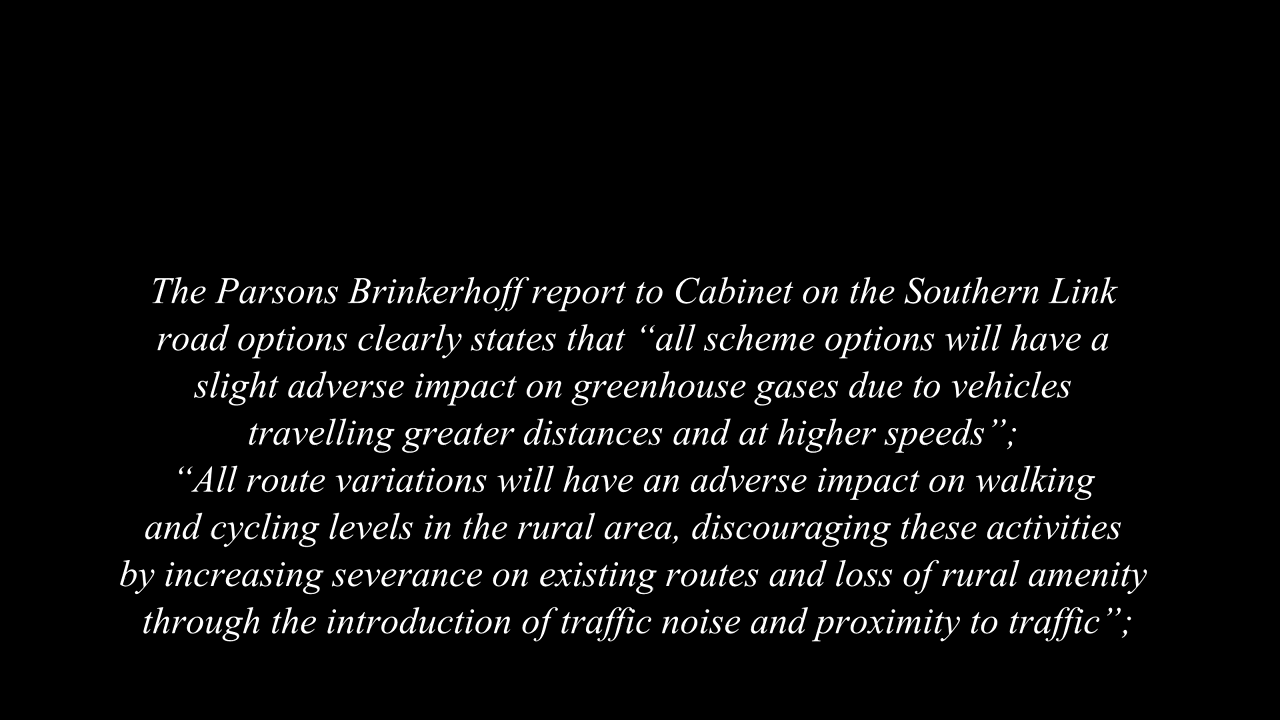 The Parsons Brinkerhoff report to Cabinet on the Southern Link
road options clearly states that “all scheme options will have a
slight adverse impact on greenhouse gases due to vehicles
travelling greater distances and at higher speeds”;
“All route variations will have an adverse impact on walking
and cycling levels in the rural area, discouraging these activities
by increasing severance on existing routes and loss of rural amenity
through the introduction of traffic noise and proximity to traffic”;